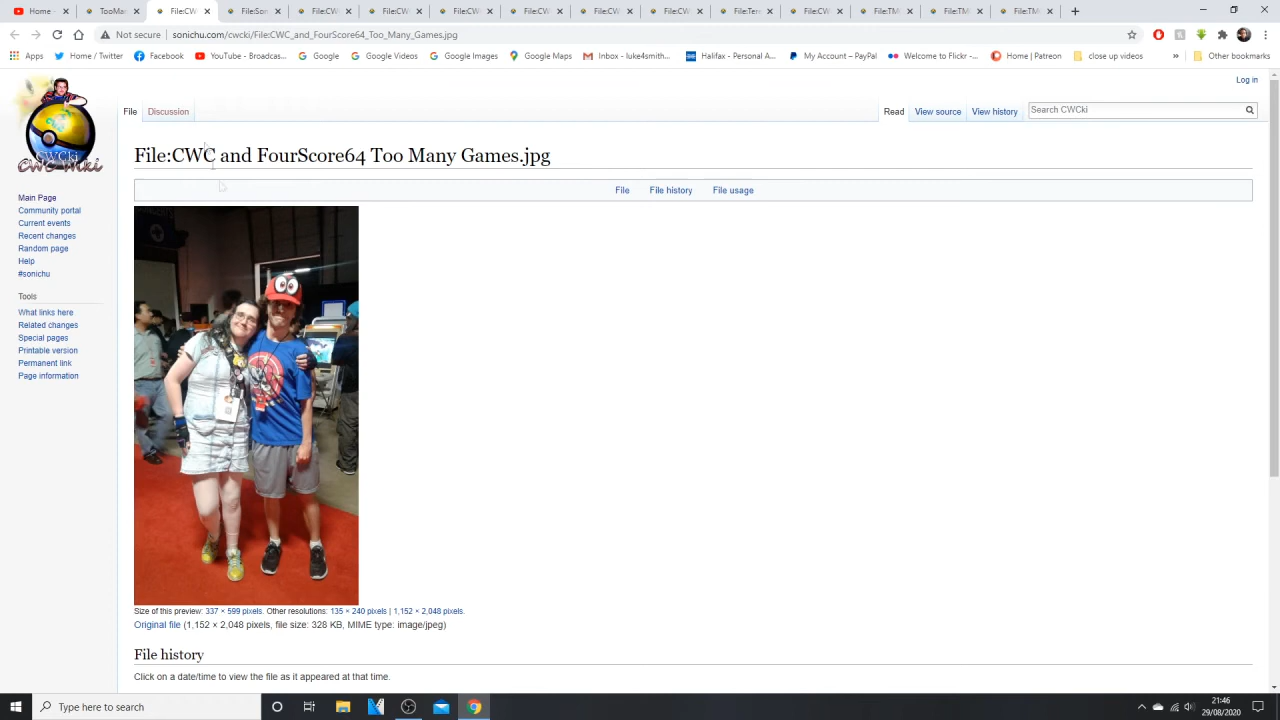 Home -
TooMan
File:CW
File:Son
File:CW
File:CW
File:CW
File:CW
File:CW
File:CW
File:Tere
File:CW
File:TM
File:TM
File:TM
Not secure
sonichu.com/cwcki/File:CWC_and_FourScore64_Too_Many_Games.jpg
Apps
Home / Twitter
Facebook
YouTube - Broadcas...
Google
Google Videos
Google Images
Inbox - luke4smith...
Halifax - Personal A...
Google Maps
My Account – PayPal
Welcome to Flickr -...
Home | Patreon
close up videos
»
Other bookmarks
Log in
File
Discussion
Read
View source
View history
Search CWCki
CWCki
CWC Wiki
File:CWC and FourScore64 Too Many Games.jpg
File
File history
File usage
Main Page
Community portal
Current events
Recent changes
Random page
Help
#sonichu
Tools
What links here
Related changes
Special pages
Printable version
Permanent link
Page information
Size of this preview: 337 × 599 pixels. Other resolutions: 135 × 240 pixels | 1,152 × 2,048 pixels.
Original file (1,152 × 2,048 pixels, file size: 328 KB, MIME type: image/jpeg)
File history
Click on a date/time to view the file as it appeared at that time.
Type here to search
21:46
29/08/2020